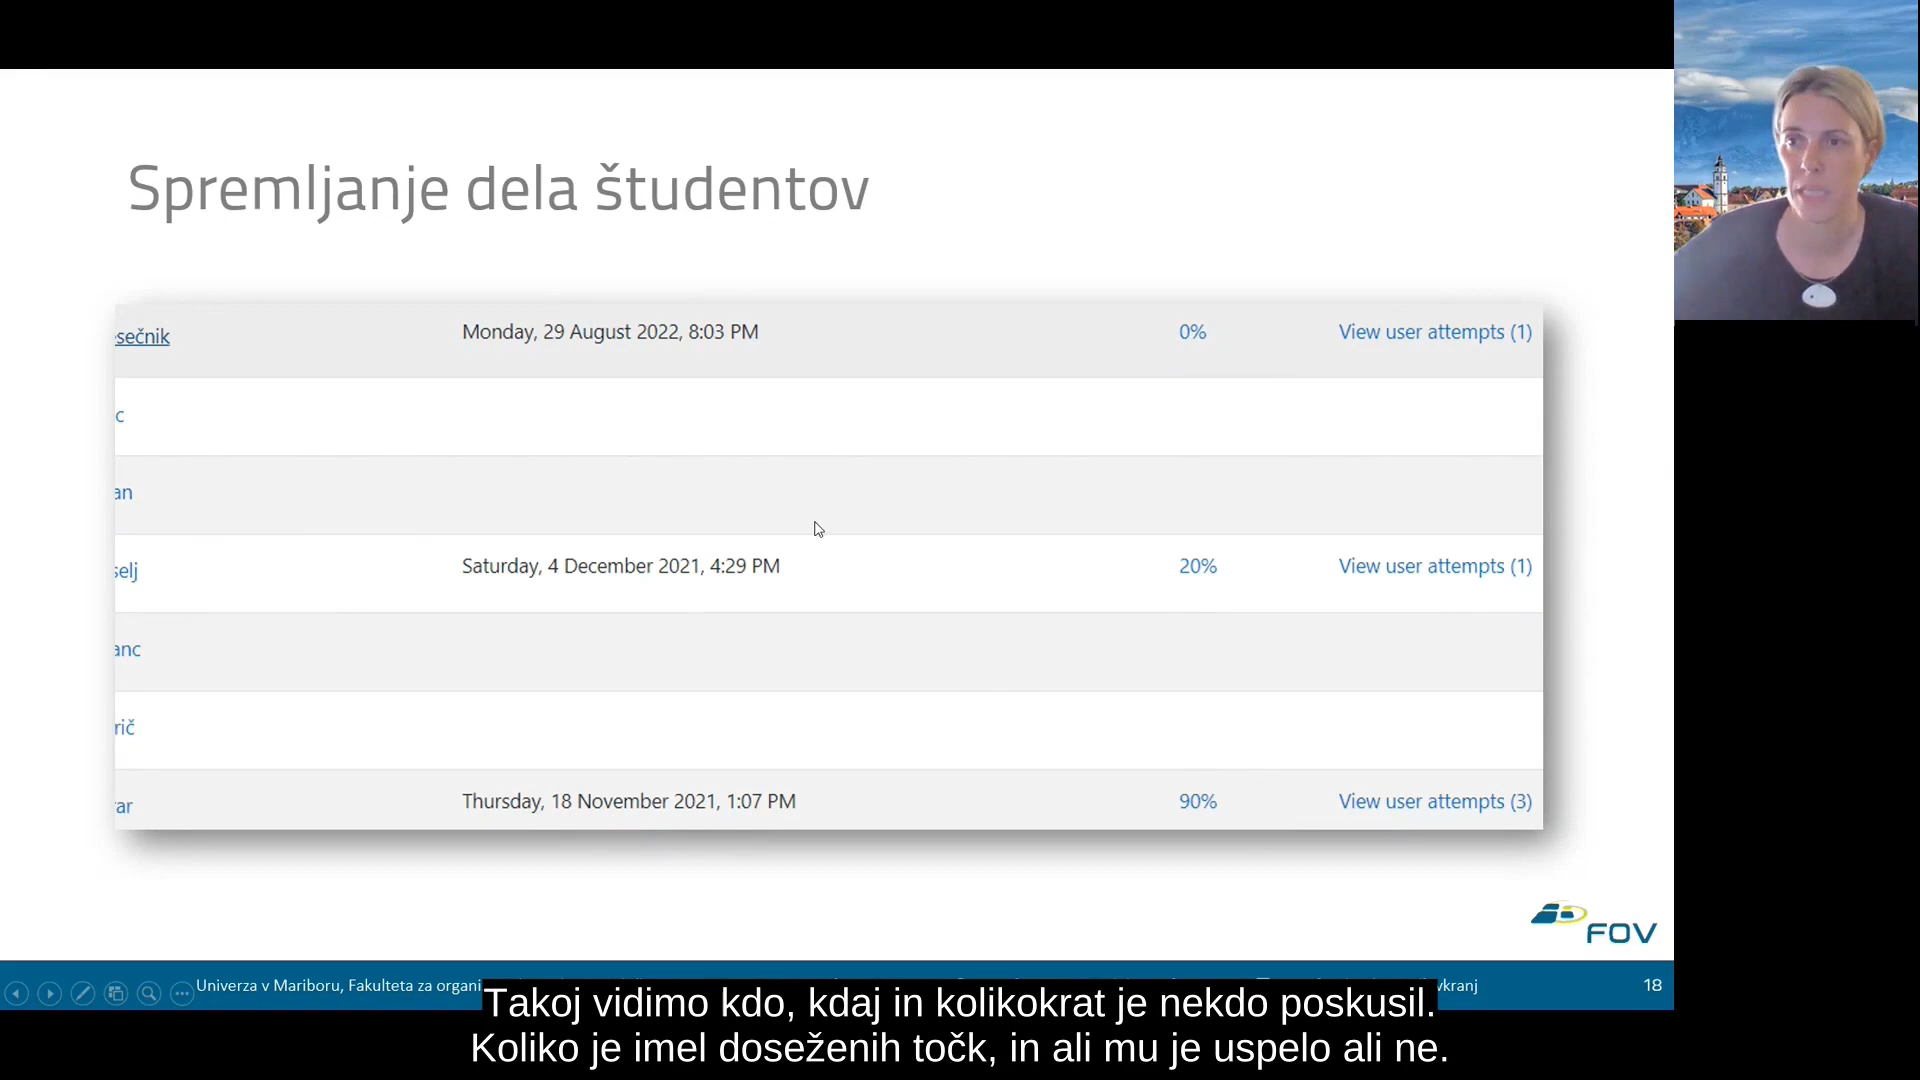 Spremljanje dela študentov
sečnik Monday, 29 August 2022, 8:03 PM 0% View user attempts (1)
c
an
selj Saturday, 4 December 2021, 4:29 PM 20% View user attempts (1)
anc
rič
ar Thursday, 18 November 2021, 1:07 PM 90% View user attempts (3)
FOV
Univerza v Mariboru, Fakulteta za organi vkranj 18
Takoj vidimo kdo, kdaj in kolikokrat je nekdo poskusil.
Koliko je imel doseženih točk, in ali mu je uspelo ali ne.